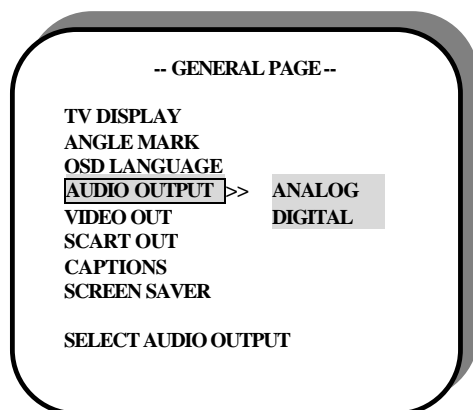 -- GENERAL PAGE --
TV DISPLAY
ANGLE MARK
OSD LANGUAGE
AUDIO OUTPUT >> ANALOG
VIDEO OUT DIGITAL
SCART OUT
CAPTIONS
SCREEN SAVER
SELECT AUDIO OUTPUT